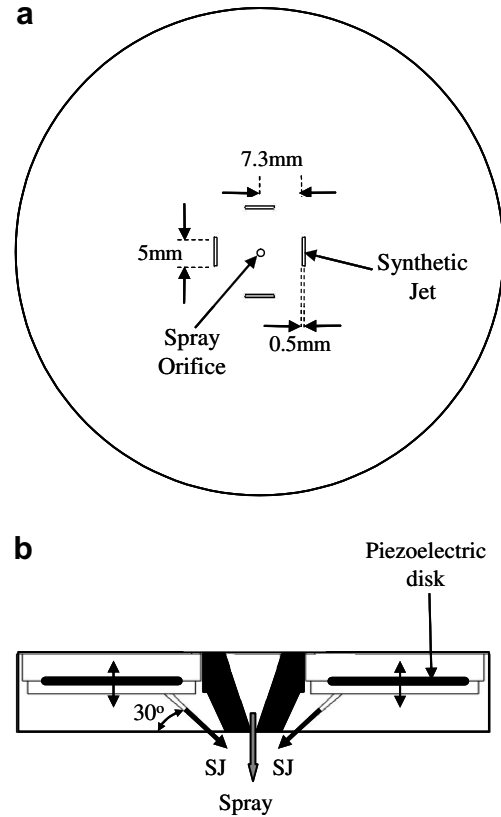 a
7.3mm
5mm
Synthetic
Jet
Spray
Orifice
0.5mm
b
Piezoelectric
disk
30º
SJ
SJ
Spray